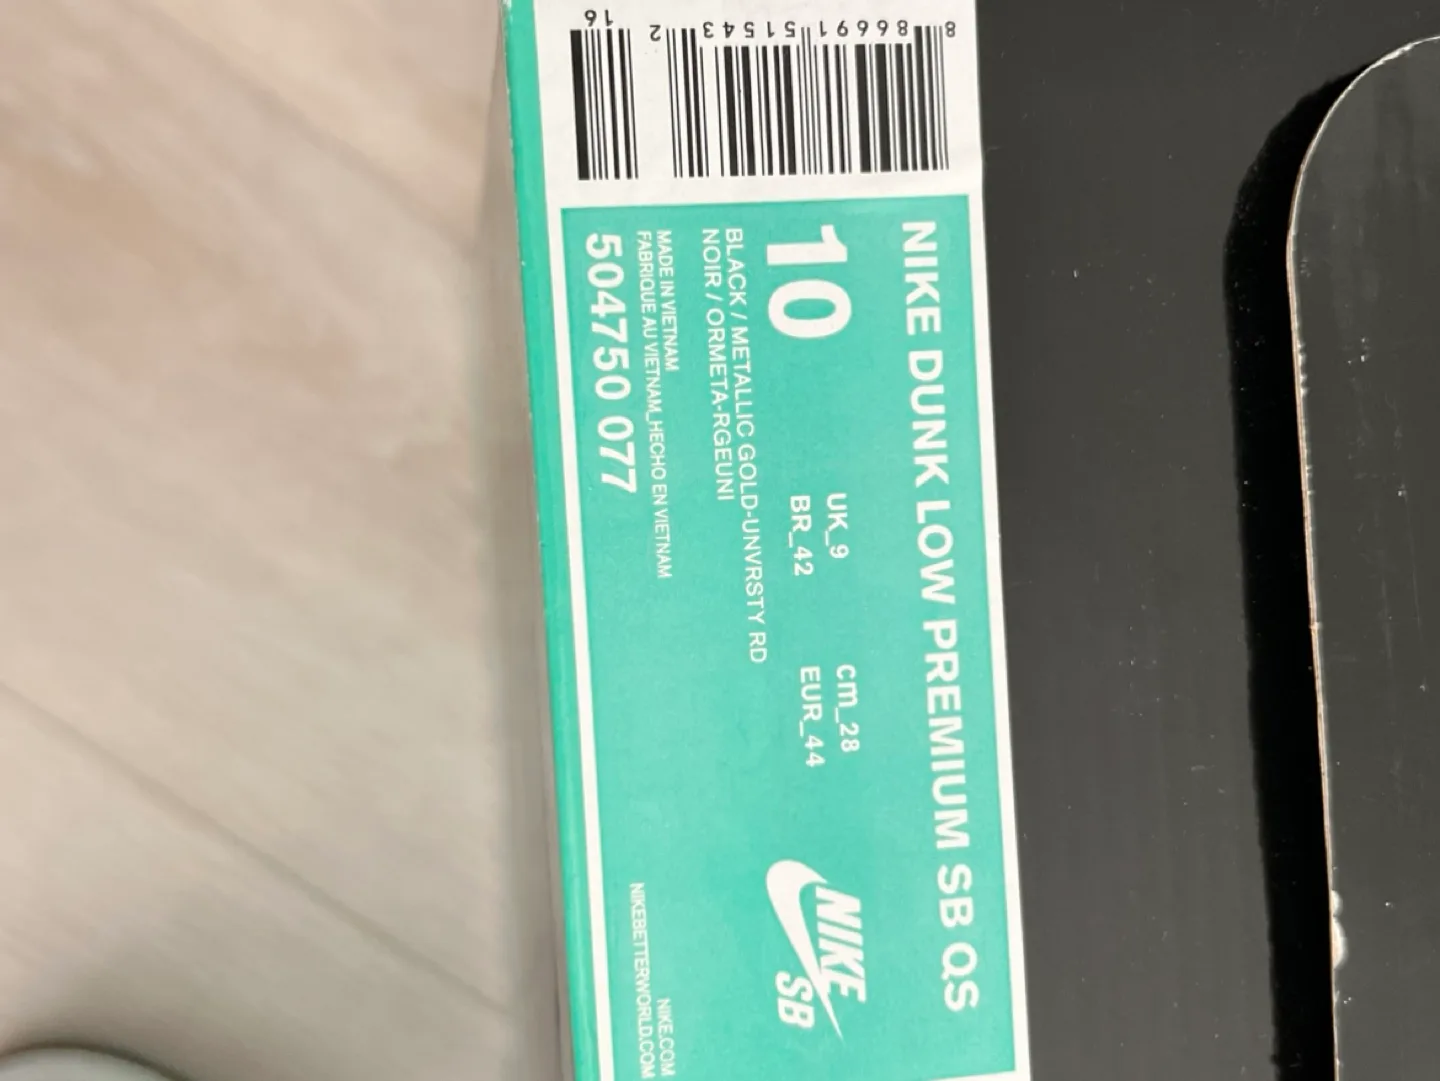 NIKE DUNK LOW PREMIUM SB QS
10
UK_9 cm_28
BR_42 EUR_44
BLACK / METALLIC GOLD-UNVRSTY RD
NOIR / ORMETA-RGEUNI
NIKE
SB
MADE IN VIETNAM
FABRIQUE AU VIETNAM_HECHO EN VIETNAM
504750 077
NIKE.COM
NIKEBETTERWORLD.COM
8 86691 51543 2
16